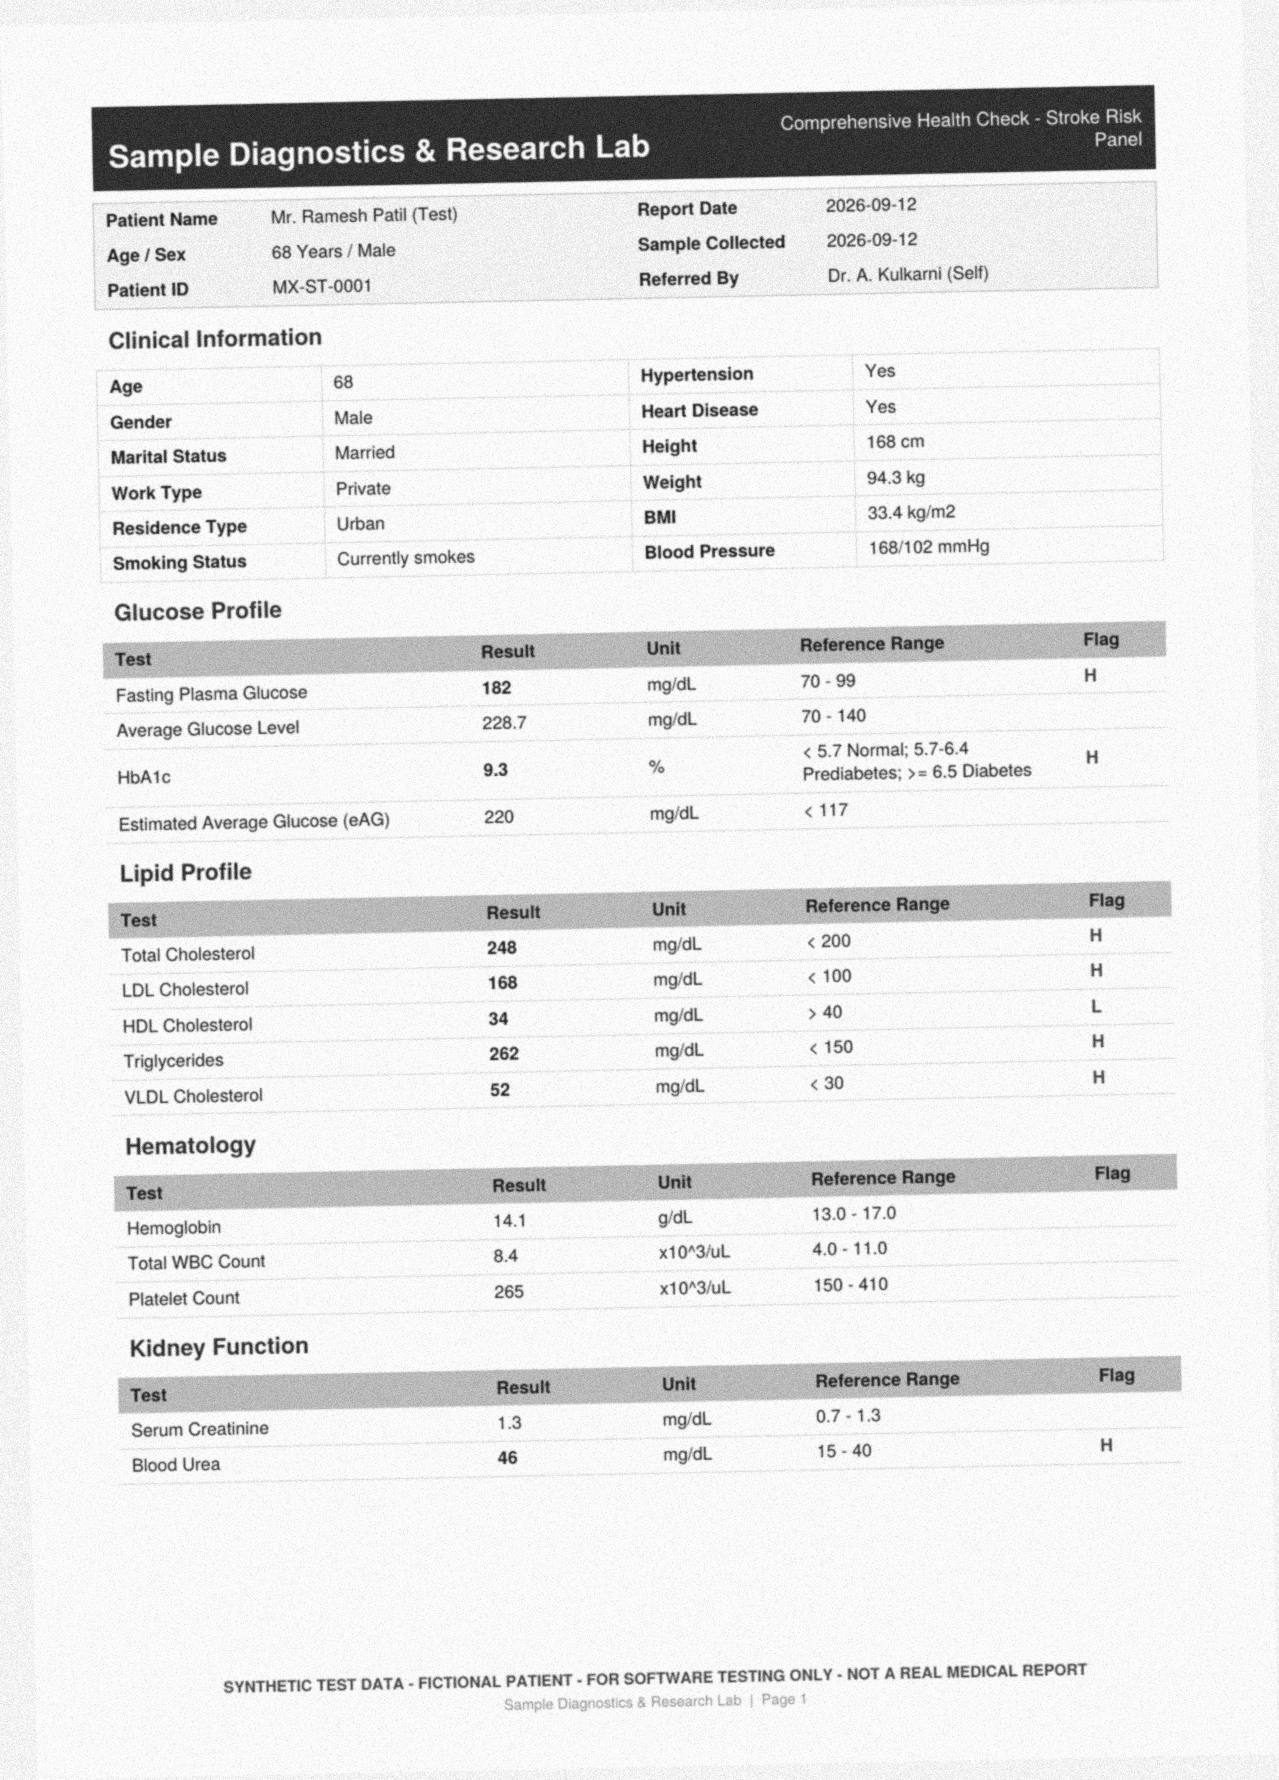 Sample Diagnostics & Research Lab
Comprehensive Health Check - Stroke Risk
Panel
Patient Name Mr. Ramesh Patil (Test) Report Date 2026-09-12
Age / Sex 68 Years / Male Sample Collected 2026-09-12
Patient ID MX-ST-0001 Referred By Dr. A. Kulkarni (Self)
Clinical Information
Age 68 Hypertension Yes
Gender Male Heart Disease Yes
Marital Status Married Height 168 cm
Work Type Private Weight 94.3 kg
Residence Type Urban BMI 33.4 kg/m2
Smoking Status Currently smokes Blood Pressure 168/102 mmHg
Glucose Profile
Test Result Unit Reference Range Flag
Fasting Plasma Glucose 182 mg/dL 70 - 99 H
Average Glucose Level 228.7 mg/dL 70 - 140
HbA1c 9.3 % < 5.7 Normal; 5.7-6.4 H
Prediabetes; >= 6.5 Diabetes
Estimated Average Glucose (eAG) 220 mg/dL < 117
Lipid Profile
Test Result Unit Reference Range Flag
Total Cholesterol 248 mg/dL < 200 H
LDL Cholesterol 168 mg/dL < 100 H
HDL Cholesterol 34 mg/dL > 40 L
Triglycerides 262 mg/dL < 150 H
VLDL Cholesterol 52 mg/dL < 30 H
Hematology
Test Result Unit Reference Range Flag
Hemoglobin 14.1 g/dL 13.0 - 17.0
Total WBC Count 8.4 x10^3/uL 4.0 - 11.0
Platelet Count 265 x10^3/uL 150 - 410
Kidney Function
Test Result Unit Reference Range Flag
Serum Creatinine 1.3 mg/dL 0.7 - 1.3
Blood Urea 46 mg/dL 15 - 40 H
SYNTHETIC TEST DATA - FICTIONAL PATIENT - FOR SOFTWARE TESTING ONLY - NOT A REAL MEDICAL REPORT
Sample Diagnostics & Research Lab | Page 1